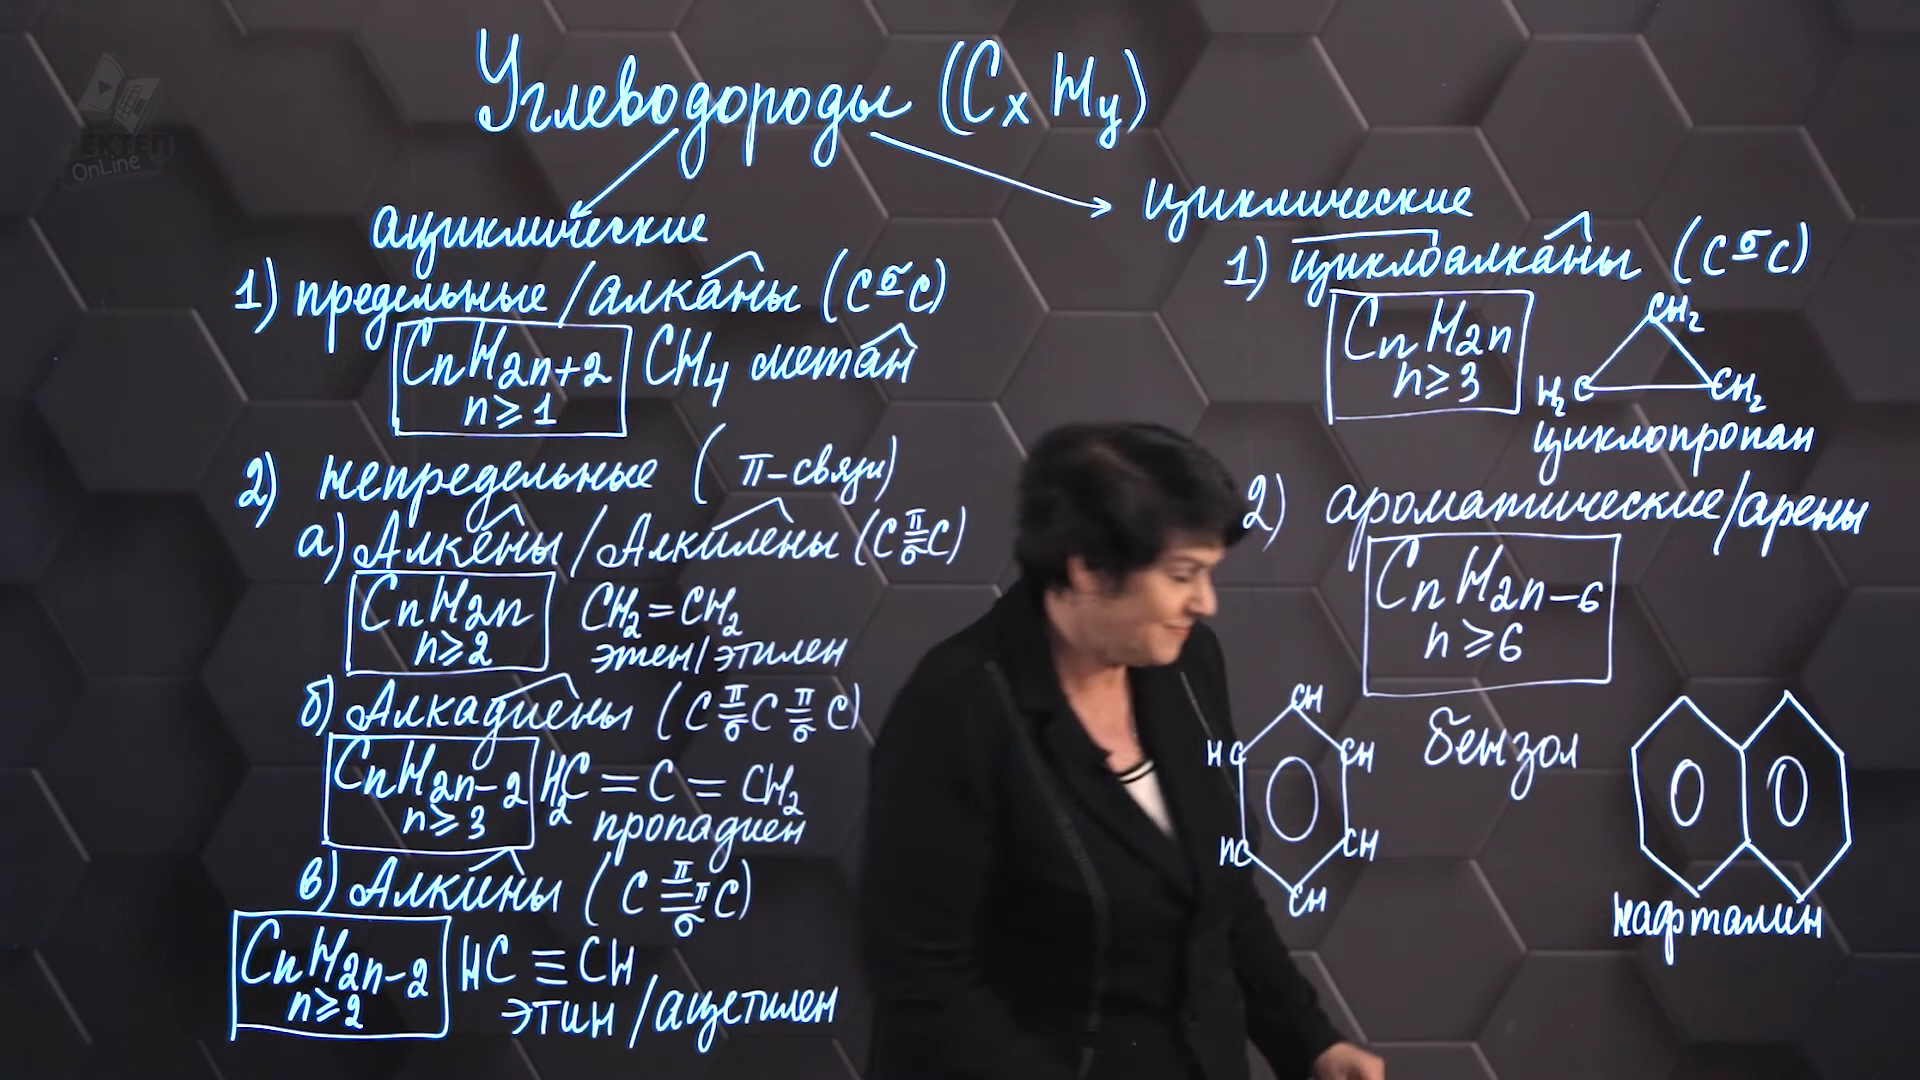 Углеводороды (CxHy)
ациклические
1) предельные/алканы (C σ C)
CnH2n+2
n≥1
CH4 метан
2) непредельные (π-связи)
а) Алкены/Алкилены (C π σ C)
CnH2n
n≥2
CH2=CH2
этен/этилен
б) Алкадиены (C π σ C π σ C)
CnH2n-2
n≥3
H2C=C=CH2
пропадиен
в) Алкины (C π π σ C)
CnH2n-2
n≥2
HC≡CH
этин/ацетилен
циклические
1) циклоалканы (C σ C)
CnH2n
n≥3
CH2
H2C
CH2
циклопропан
2) ароматические/арены
CnH2n-6
n≥6
CH
HC
CH
HC
CH
CH
бензол
нафталин
OnLine